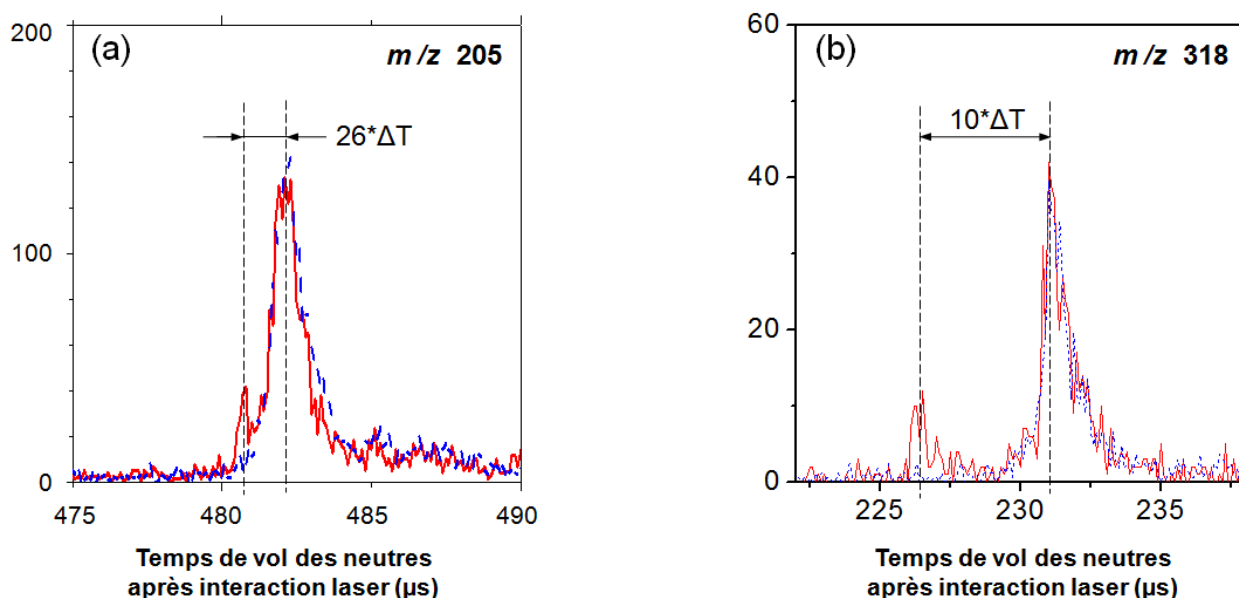 (a)
m/z 205
200
100
0
26*ΔT
475 480 485 490
Temps de vol des neutres
après interaction laser (µs)
(b)
m/z 318
60
40
20
0
10*ΔT
225 230 235
Temps de vol des neutres
après interaction laser (µs)